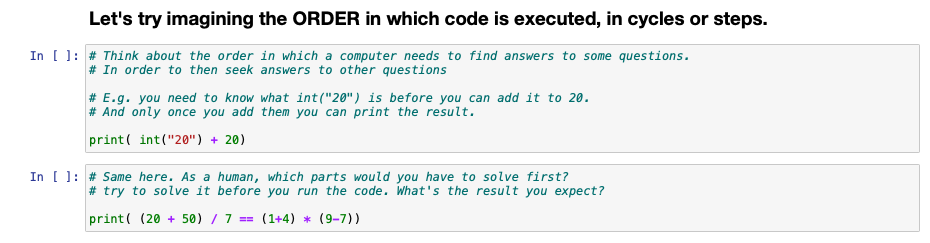 Let's try imagining the ORDER in which code is executed, in cycles or steps.
In [ ]: # Think about the order in which a computer needs to find answers to some questions.
# In order to then seek answers to other questions
# E.g. you need to know what int("20") is before you can add it to 20.
# And only once you add them you can print the result.
print( int("20") + 20)
In [ ]: # Same here. As a human, which parts would you have to solve first?
# try to solve it before you run the code. What's the result you expect?
print( (20 + 50) / 7 == (1+4) * (9-7))